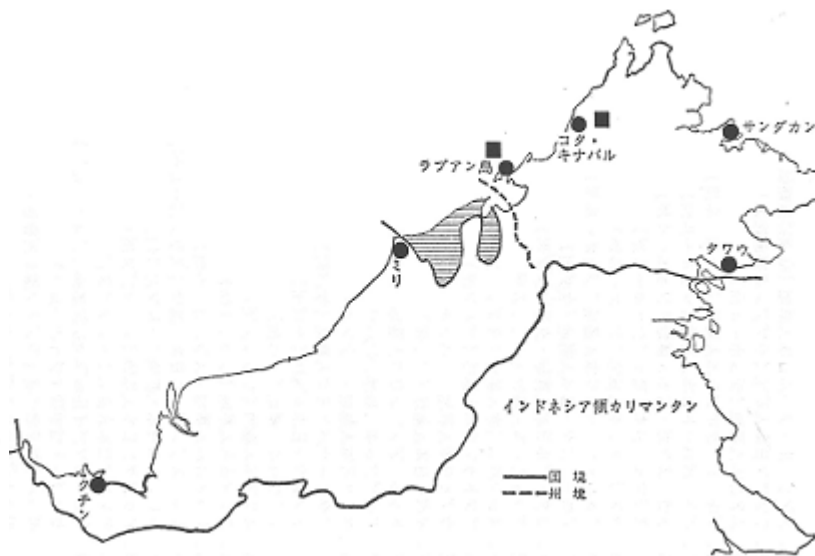 サンダカン
コタ・
キナバル
ラブアン島
タワウ
ミリ
インドネシア領カリマンタン
国境
州境
クチン